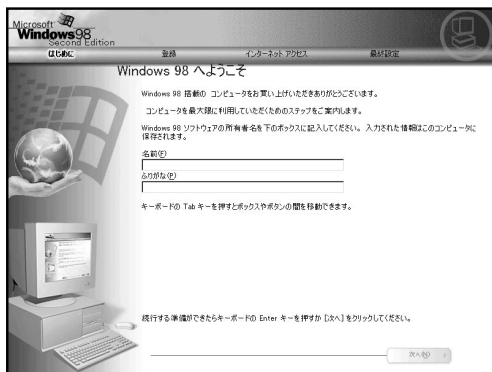 Microsoft
Windows98
Second Edition
はじめに 登録 インターネット アクセス 最終設定
Windows 98 へようこそ
Windows 98 搭載の コンピュータをお買い上げいただきありがとうございます。
コンピュータを最大限に利用していただくためのステップをご案内します。
Windows 98 ソフトウェアの所有者名を下のボックスに記入してください。 入力された情報はこのコンピュータに
保存されます。
名前(F)
ふりがな(P)
キーボードの Tab キーを押すとボックスやボタンの間を移動できます。
続行する準備ができたらキーボードの Enter キーを押すか [次へ] をクリックしてください。
次へ(N)